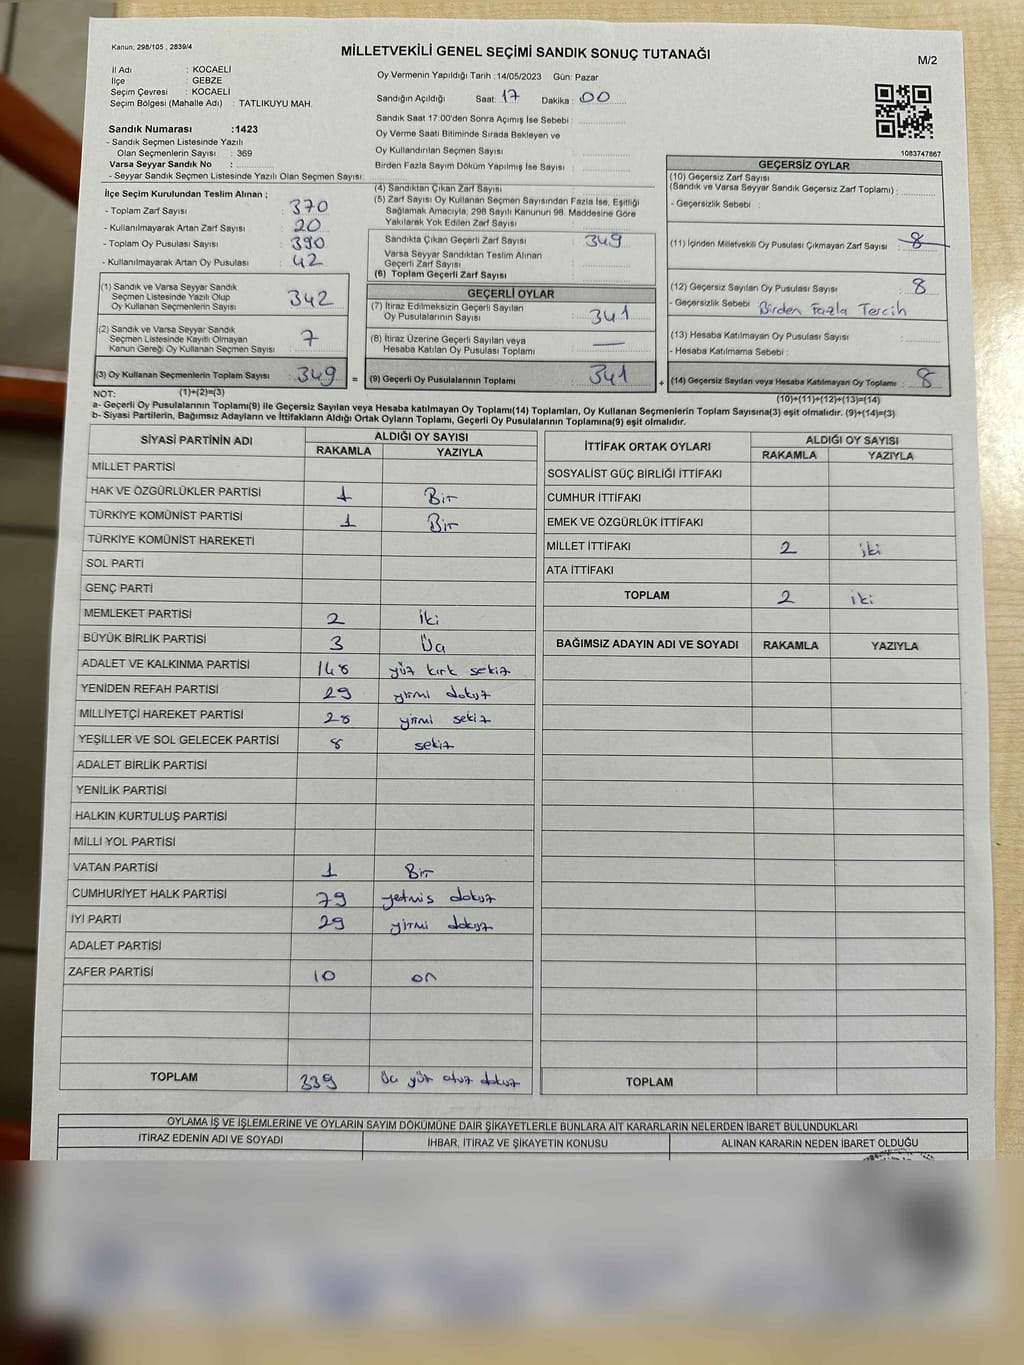 Kanun; 298/105 , 2839/4
MİLLETVEKİLİ GENEL SEÇİMİ SANDIK SONUÇ TUTANAĞI
M/2
İl Adı : KOCAELİ
İlçe : GEBZE
Seçim Çevresi : KOCAELİ
Seçim Bölgesi (Mahalle Adı) : TATLIKUYU MAH.
Sandık Numarası :1423
- Sandık Seçmen Listesinde Yazılı
Olan Seçmenlerin Sayısı : 369
Varsa Seyyar Sandık No :
- Seyyar Sandık Seçmen Listesinde Yazılı Olan Seçmen Sayısı:
Oy Vermenin Yapıldığı Tarih :14/05/2023 Gün: Pazar
Sandığın Açıldığı Saat: 17 Dakika : 00
Sandık Saat 17:00'den Sonra Açımış İse Sebebi :
Oy Verme Saati Bitiminde Sırada Bekleyen ve
Oy Kullandırılan Seçmen Sayısı
Birden Fazla Sayım Döküm Yapılmış İse Sayısı
1083747867
İlçe Seçim Kurulundan Teslim Alınan ;
- Toplam Zarf Sayısı : 370
- Kullanılmayarak Artan Zarf Sayısı : 20
- Toplam Oy Pusulası Sayısı : 390
- Kullanılmayarak Artan Oy Pusulası : 42
(4) Sandıktan Çıkan Zarf Sayısı
(5) Zarf Sayısı Oy Kullanan Seçmen Sayısından Fazla İse, Eşitliği
Sağlamak Amacıyla, 298 Sayılı Kanunun 98. Maddesine Göre
Yakılarak Yok Edilen Zarf Sayısı
Sandıkta Çıkan Geçerli Zarf Sayısı : 349
Varsa Seyyar Sandıktan Teslim Alınan
Geçerli Zarf Sayısı :
(6) Toplam Geçerli Zarf Sayısı :
GEÇERSİZ OYLAR
(10) Geçersiz Zarf Sayısı
(Sandık ve Varsa Seyyar Sandık Geçersiz Zarf Toplamı) :
- Geçersizlik Sebebi :
(11) İçinden Milletvekili Oy Pusulası Çıkmayan Zarf Sayısı : 8
(12) Geçersiz Sayılan Oy Pusulası Sayısı : 8
- Geçersizlik Sebebi : Birden Fazla Tercih
(13) Hesaba Katılmayan Oy Pusulası Sayısı :
- Hesaba Katılmama Sebebi :
(14) Geçersiz Sayılan veya Hesaba Katılmayan Oy Toplamı : 8
(10)+(11)+(12)+(13)=(14)
(1) Sandık ve Varsa Seyyar Sandık
Seçmen Listesinde Yazılı Olup
Oy Kullanan Seçmenlerin Sayısı : 342
(2) Sandık ve Varsa Seyyar Sandık
Seçmen Listesinde Kayıtlı Olmayan
Kanun Gereği Oy Kullanan Seçmen Sayısı : 7
(3) Oy Kullanan Seçmenlerin Toplam Sayısı : 349
(1)+(2)=(3)
GEÇERLİ OYLAR
(7) İtiraz Edilmeksizin Geçerli Sayılan
Oy Pusulalarının Sayısı : 341
(8) İtiraz Üzerine Geçerli Sayılan veya
Hesaba Katılan Oy Pusulası Toplamı : —
= (9) Geçerli Oy Pusulalarının Toplamı : 341 +
NOT:
a- Geçerli Oy Pusulalarının Toplamı(9) ile Geçersiz Sayılan veya Hesaba katılmayan Oy Toplamı(14) Toplamları, Oy Kullanan Seçmenlerin Toplam Sayısına(3) eşit olmalıdır. (9)+(14)=(3)
b- Siyasi Partilerin, Bağımsız Adayların ve İttifakların Aldığı Ortak Oyların Toplamı, Geçerli Oy Pusulalarının Toplamına(9) eşit olmalıdır.
SİYASİ PARTİNİN ADI ALDIĞI OY SAYISI
RAKAMLA YAZIYLA
MİLLET PARTİSİ
HAK VE ÖZGÜRLÜKLER PARTİSİ 1 Bir
TÜRKİYE KOMÜNİST PARTİSİ 1 Bir
TÜRKİYE KOMÜNİST HAREKETİ
SOL PARTİ
GENÇ PARTİ
MEMLEKET PARTİSİ 2 İki
BÜYÜK BİRLİK PARTİSİ 3 Üç
ADALET VE KALKINMA PARTİSİ 148 yüz kırk sekiz
YENİDEN REFAH PARTİSİ 29 yirmi dokuz
MİLLİYETÇİ HAREKET PARTİSİ 28 yirmi sekiz
YEŞİLLER VE SOL GELECEK PARTİSİ 8 sekiz
ADALET BİRLİK PARTİSİ
YENİLİK PARTİSİ
HALKIN KURTULUŞ PARTİSİ
MİLLİ YOL PARTİSİ
VATAN PARTİSİ 1 Bir
CUMHURİYET HALK PARTİSİ 79 yetmis dokuz
İYİ PARTİ 29 yirmi dokuz
ADALET PARTİSİ
ZAFER PARTİSİ 10 on
TOPLAM 339 üç yüz otuz dokuz
İTTİFAK ORTAK OYLARI ALDIĞI OY SAYISI
RAKAMLA YAZIYLA
SOSYALİST GÜÇ BİRLİĞİ İTTİFAKI
CUMHUR İTTİFAKI
EMEK VE ÖZGÜRLÜK İTTİFAKI
MİLLET İTTİFAKI 2 iki
ATA İTTİFAKI
TOPLAM 2 iki
BAĞIMSIZ ADAYIN ADI VE SOYADI RAKAMLA YAZIYLA
TOPLAM
OYLAMA İŞ VE İŞLEMLERİNE VE OYLARIN SAYIM DÖKÜMÜNE DAİR ŞİKAYETLERLE BUNLARA AİT KARARLARIN NELERDEN İBARET BULUNDUKLARI
İTİRAZ EDENİN ADI VE SOYADI
İHBAR, İTİRAZ VE ŞİKAYETİN KONUSU
ALINAN KARARIN NEDEN İBARET OLDUĞU